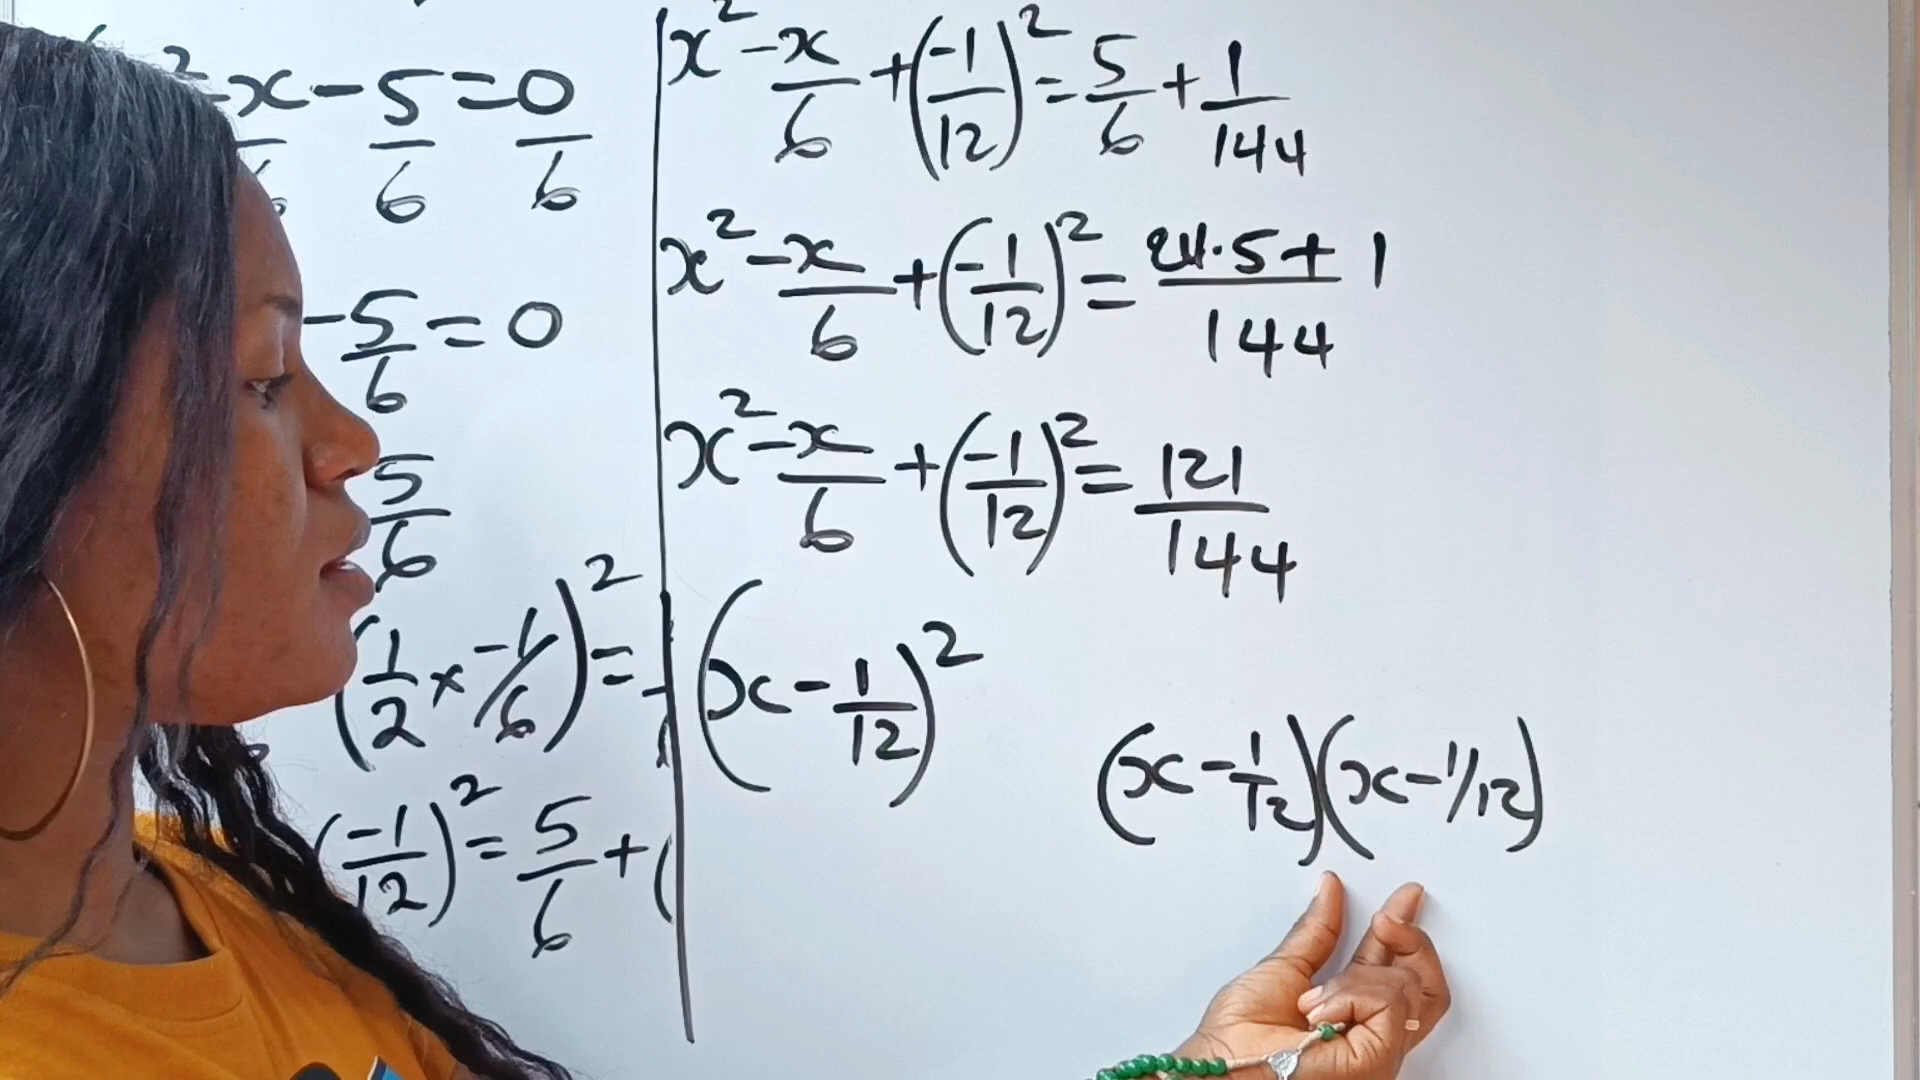 ² - x - 5 = 0
6 6 6
- 5/6 = 0
5/6
(1/2 × -1/6)² =
(-1/12)² = 5/6 + (
x² - x/6 + (-1/12)² = 5/6 + 1/144
x² - x/6 + (-1/12)² = 24·5 + 1 / 144
x² - x/6 + (-1/12)² = 121/144
(x - 1/12)²
(x - 1/12)(x - 1/12)